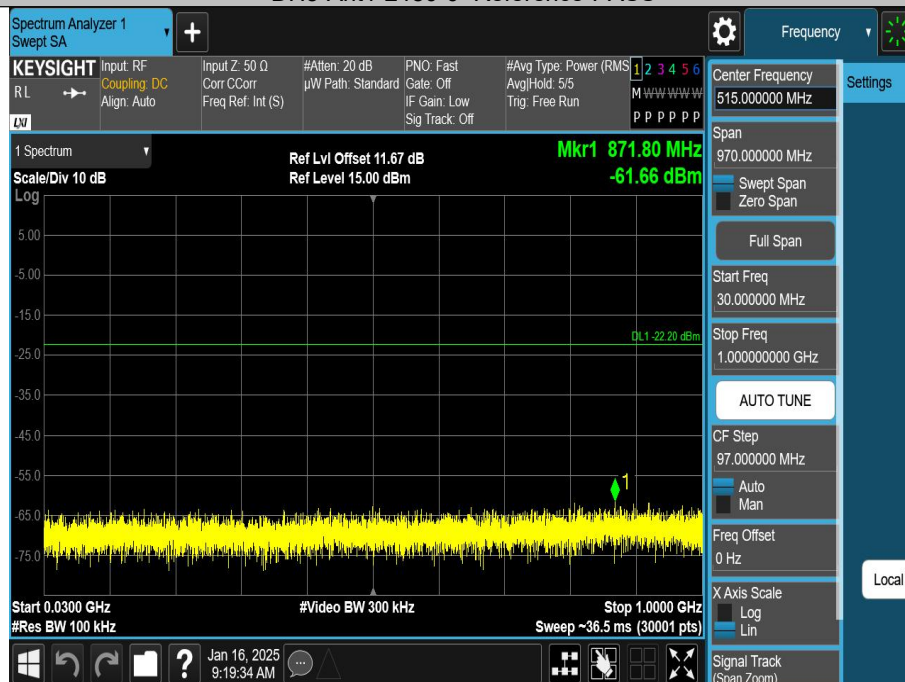 Spectrum Analyzer 1
Swept SA
Frequency
KEYSIGHT
RL
LXI
Input: RF
Coupling: DC
Align: Auto
Input Z: 50 Ω
Corr CCorr
Freq Ref: Int (S)
#Atten: 20 dB
µW Path: Standard
PNO: Fast
Gate: Off
IF Gain: Low
Sig Track: Off
#Avg Type: Power (RMS
Avg|Hold: 5/5
Trig: Free Run
1 2 3 4 5 6
M W W W W W
P P P P P P
1 Spectrum
Scale/Div 10 dB
Log
Ref Lvl Offset 11.67 dB
Ref Level 15.00 dBm
Mkr1 871.80 MHz
-61.66 dBm
5.00
-5.00
-15.0
DL1 -22.20 dBm
-25.0
-35.0
-45.0
-55.0
1
-65.0
-75.0
Start 0.0300 GHz
#Res BW 100 kHz
#Video BW 300 kHz
Stop 1.0000 GHz
Sweep ~36.5 ms (30001 pts)
?
Jan 16, 2025
9:19:34 AM
Center Frequency
515.000000 MHz
Settings
Span
970.000000 MHz
Swept Span
Zero Span
Full Span
Start Freq
30.000000 MHz
Stop Freq
1.000000000 GHz
AUTO TUNE
CF Step
97.000000 MHz
Auto
Man
Freq Offset
0 Hz
Local
X Axis Scale
Log
Lin
Signal Track
(Span Zoom)